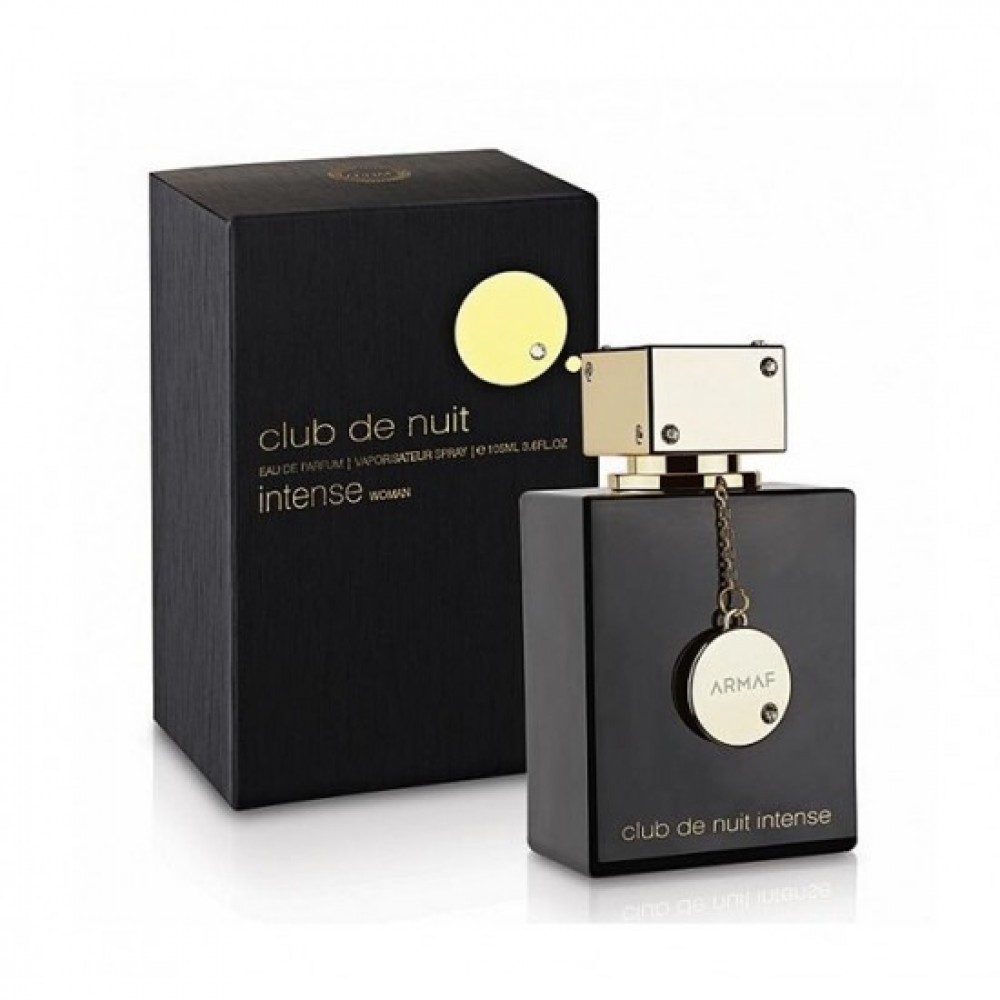 club de nuit
EAU DE PARFUM | VAPORISATEUR SPRAY | ℮ 105ML 3.6FL.OZ
intense WOMAN
ARMAF
club de nuit intense